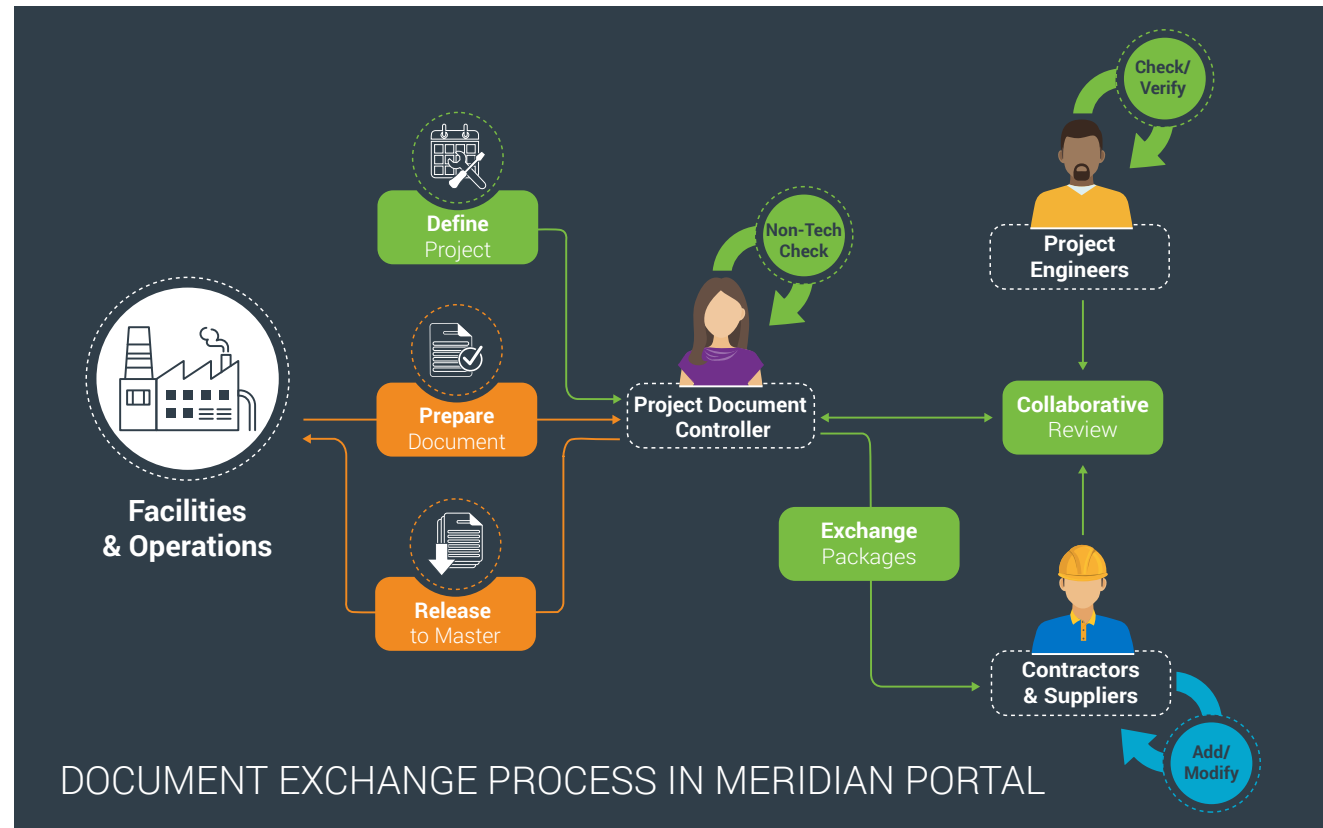 Check/
Verify
Define
Project
Non-Tech
Check
Project
Engineers
Prepare
Document
Project Document
Controller
Collaborative
Review
Facilities
& Operations
Exchange
Packages
Release
to Master
Contractors
& Suppliers
Add/
Modify
DOCUMENT EXCHANGE PROCESS IN MERIDIAN PORTAL